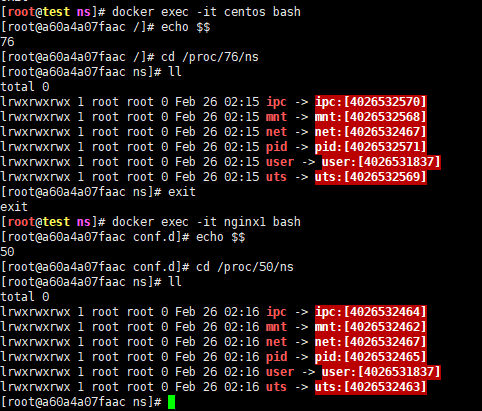 [root@test ns]# docker exec -it centos bash
[root@a60a4a07faac /]# echo $$
76
[root@a60a4a07faac /]# cd /proc/76/ns
[root@a60a4a07faac ns]# ll
total 0
lrwxrwxrwx 1 root root 0 Feb 26 02:15 ipc -> ipc:[4026532570]
lrwxrwxrwx 1 root root 0 Feb 26 02:15 mnt -> mnt:[4026532568]
lrwxrwxrwx 1 root root 0 Feb 26 02:15 net -> net:[4026532467]
lrwxrwxrwx 1 root root 0 Feb 26 02:15 pid -> pid:[4026532571]
lrwxrwxrwx 1 root root 0 Feb 26 02:15 user -> user:[4026531837]
lrwxrwxrwx 1 root root 0 Feb 26 02:15 uts -> uts:[4026532569]
[root@a60a4a07faac ns]# exit
exit
[root@test ns]# docker exec -it nginx1 bash
[root@a60a4a07faac conf.d]# echo $$
50
[root@a60a4a07faac conf.d]# cd /proc/50/ns
[root@a60a4a07faac ns]# ll
total 0
lrwxrwxrwx 1 root root 0 Feb 26 02:16 ipc -> ipc:[4026532464]
lrwxrwxrwx 1 root root 0 Feb 26 02:16 mnt -> mnt:[4026532462]
lrwxrwxrwx 1 root root 0 Feb 26 02:16 net -> net:[4026532467]
lrwxrwxrwx 1 root root 0 Feb 26 02:16 pid -> pid:[4026532465]
lrwxrwxrwx 1 root root 0 Feb 26 02:16 user -> user:[4026531837]
lrwxrwxrwx 1 root root 0 Feb 26 02:16 uts -> uts:[4026532463]
[root@a60a4a07faac ns]#